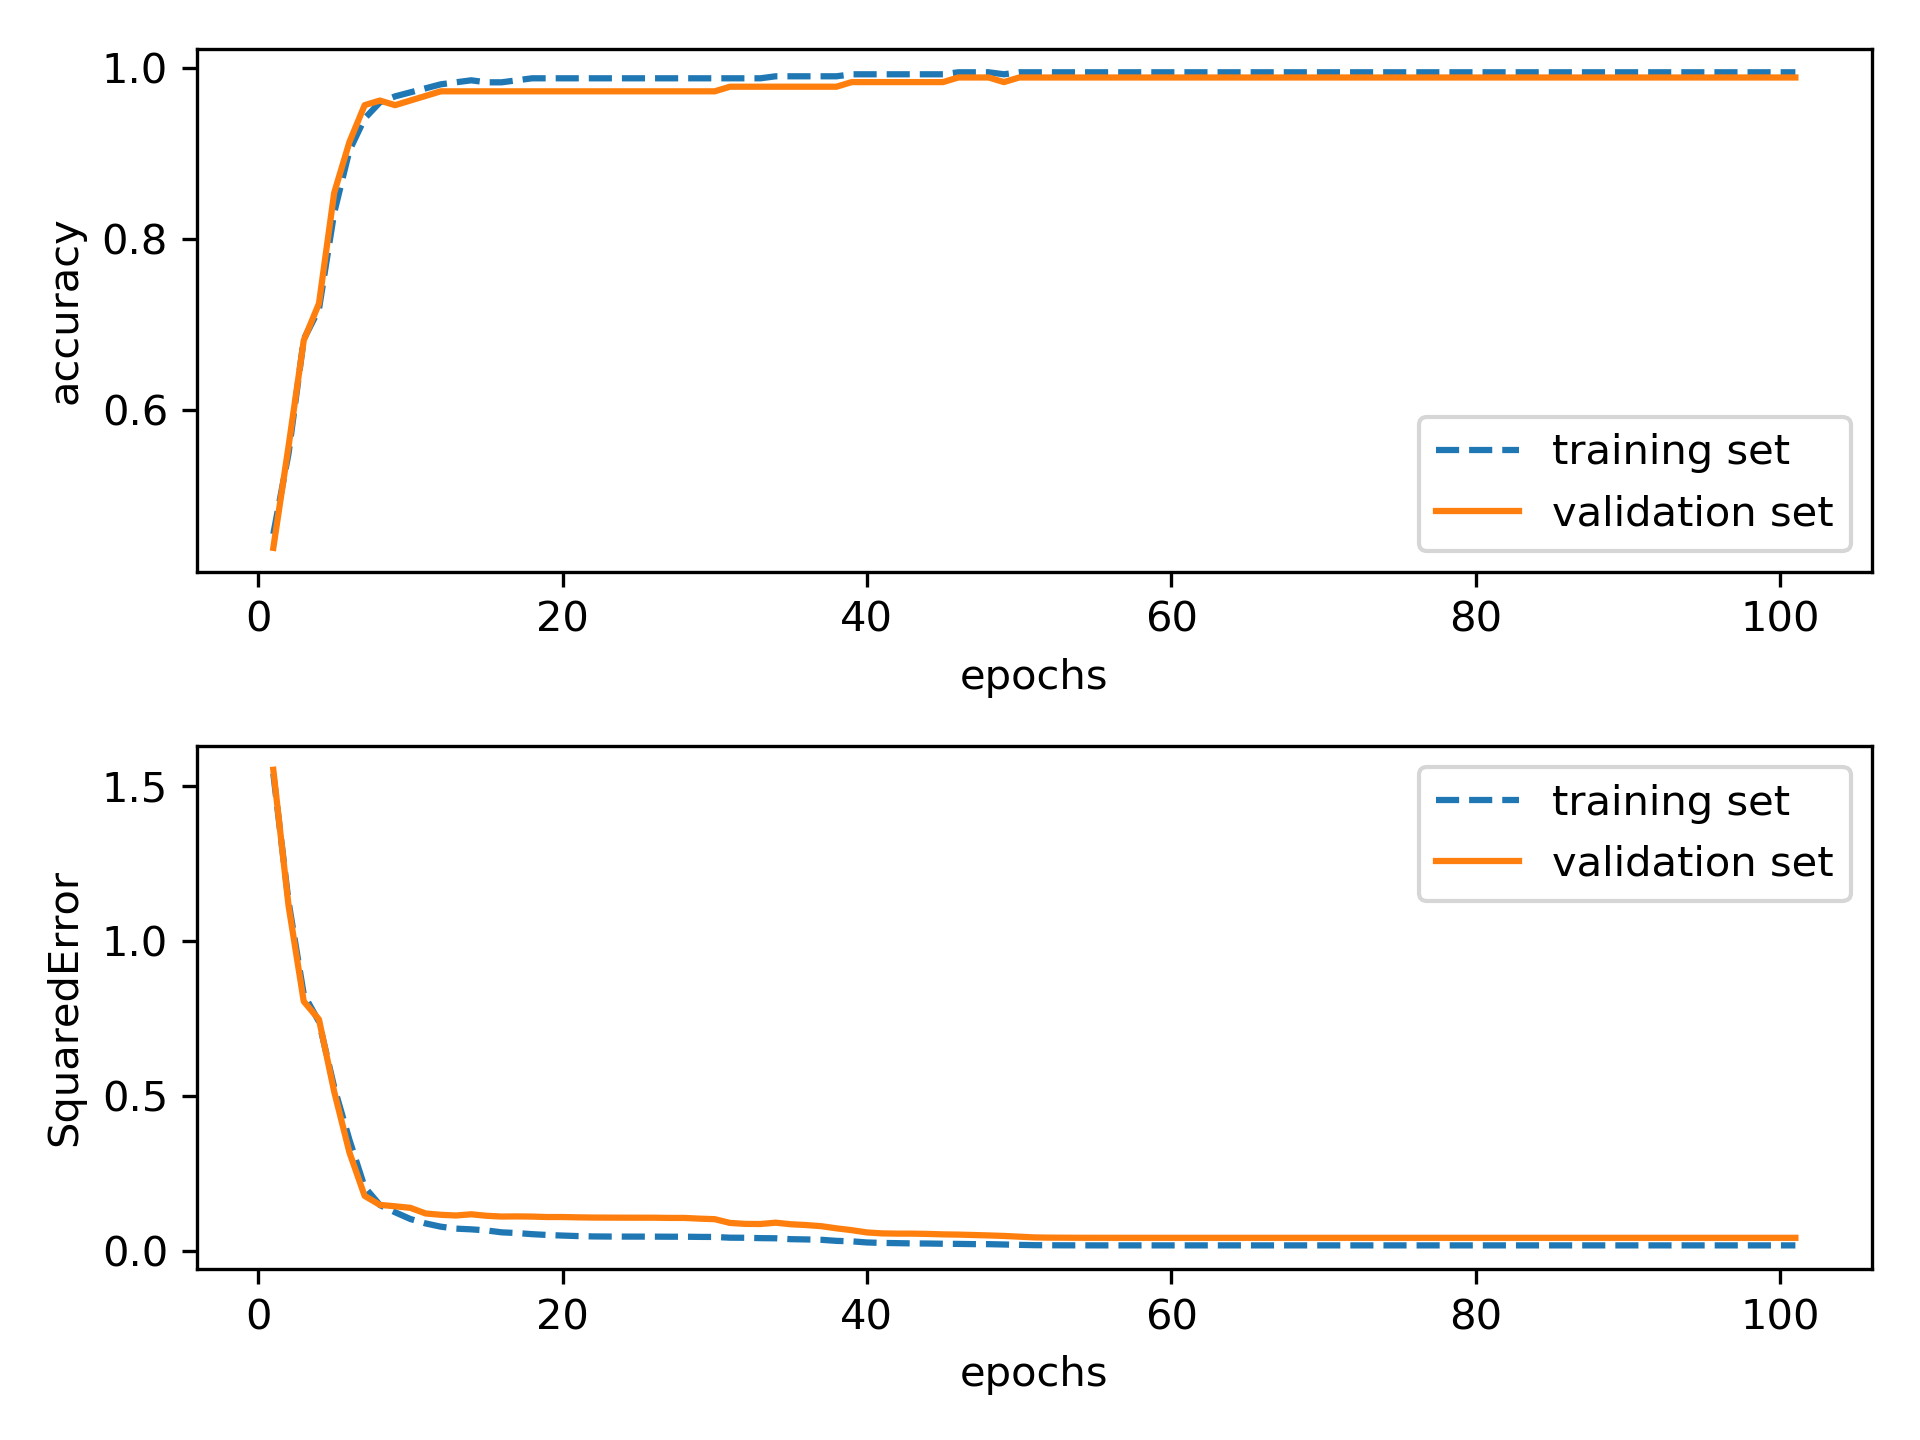 accuracy
1.0
0.8
0.6
training set
validation set
0 20 40 60 80 100
epochs
SquaredError
1.5
1.0
0.5
0.0
training set
validation set
0 20 40 60 80 100
epochs